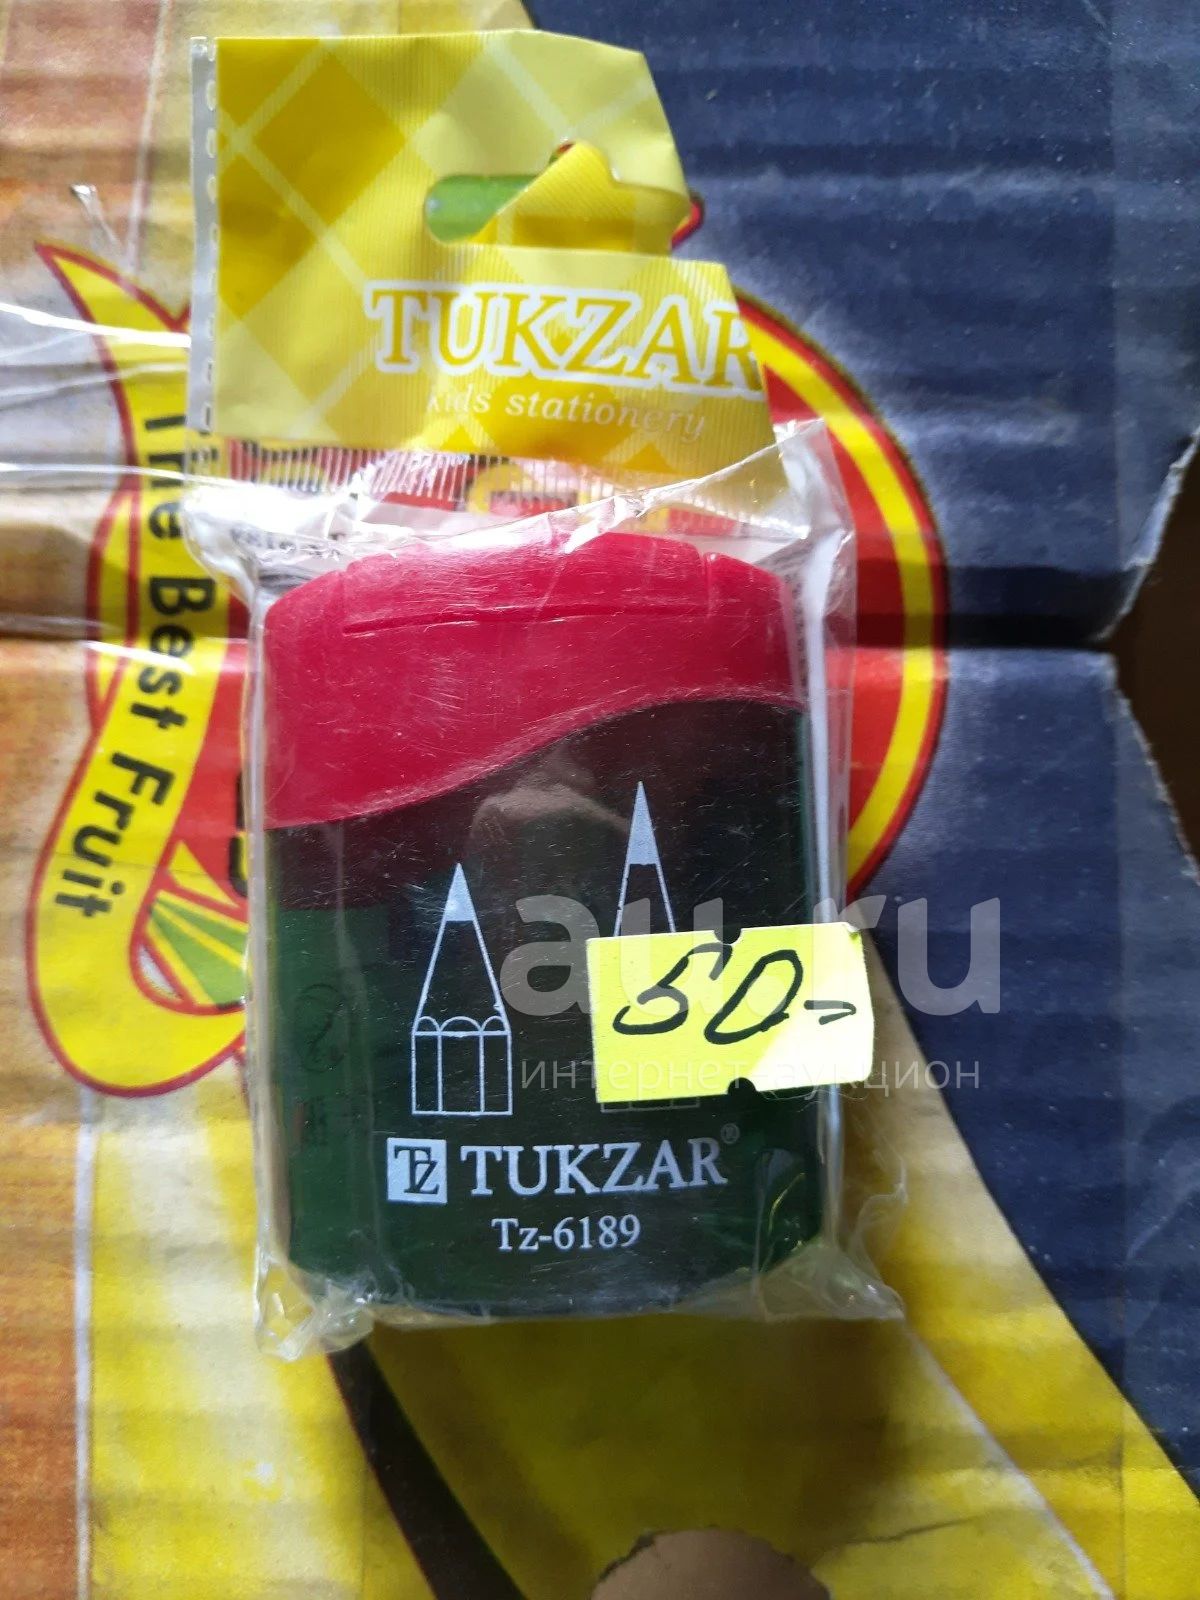 TUKZAR
kids stationery
The Best Fruit
au.ru
50=
интернет-аукцион
TZ TUKZAR®
Tz-6189